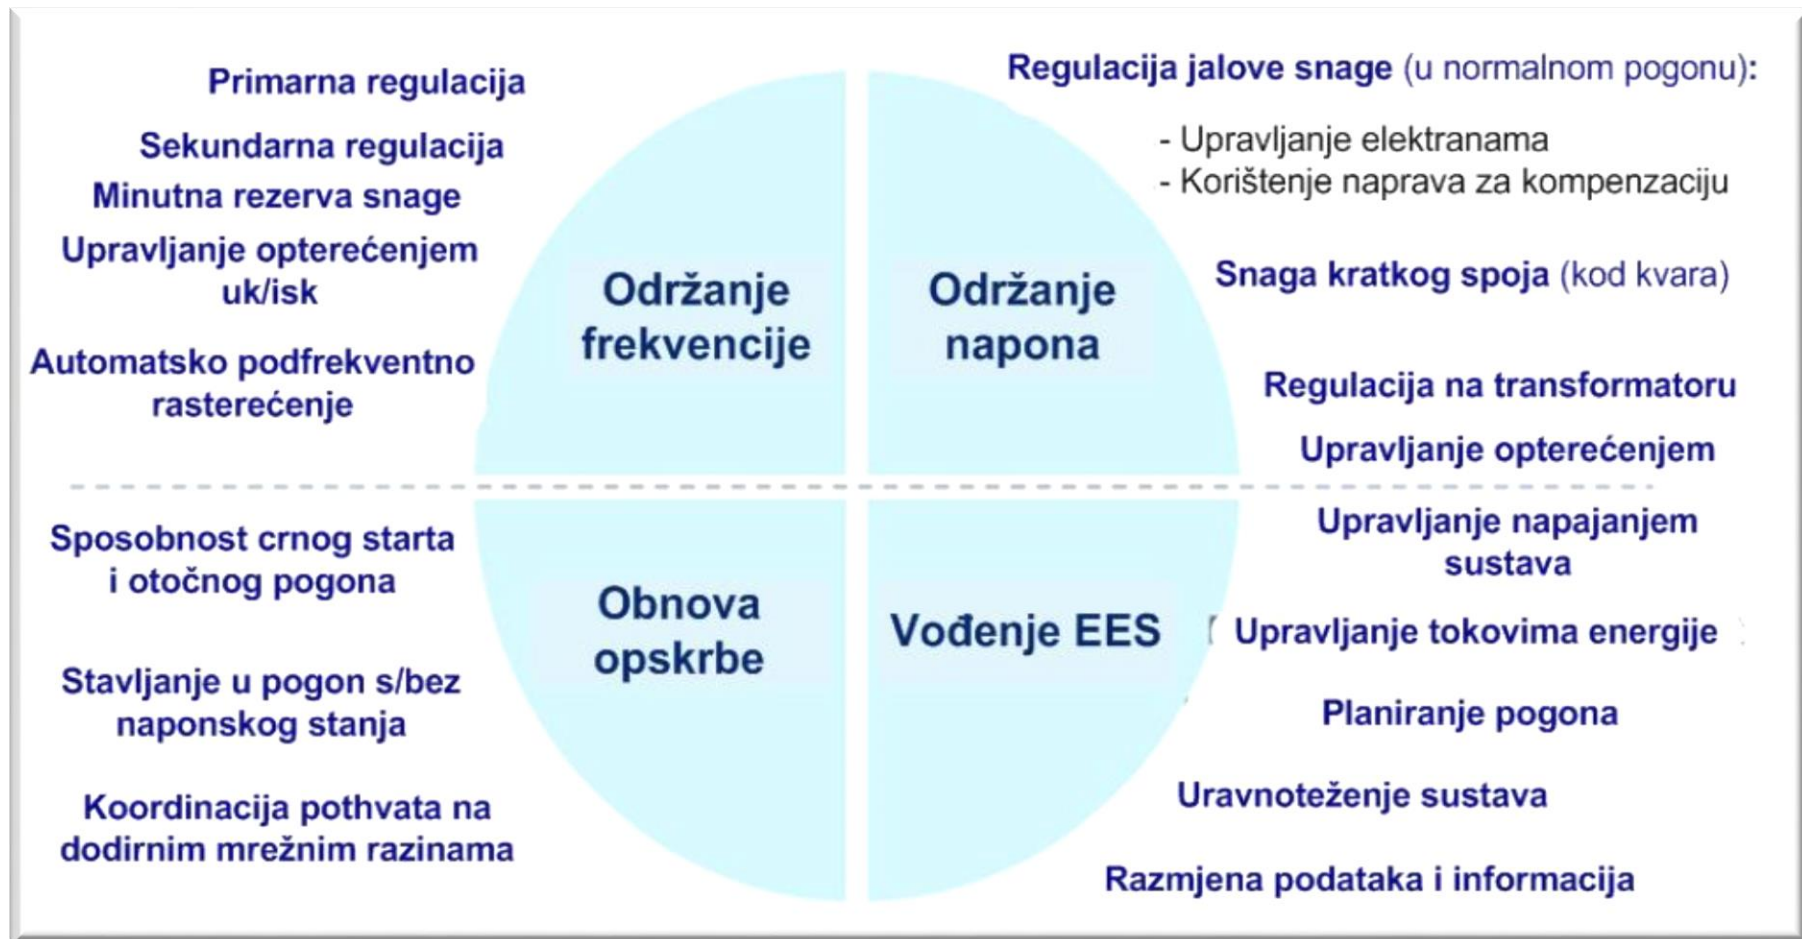 Primarna regulacija
Sekundarna regulacija
Minutna rezerva snage
Upravljanje opterećenjem
uk/isk
Automatsko podfrekventno
rasterećenje
Održanje
frekvencije
Održanje
napona
Regulacija jalove snage (u normalnom pogonu):
- Upravljanje elektranama
- Korištenje naprava za kompenzaciju
Snaga kratkog spoja (kod kvara)
Regulacija na transformatoru
Upravljanje opterećenjem
Sposobnost crnog starta
i otočnog pogona
Stavljanje u pogon s/bez
naponskog stanja
Koordinacija pothvata na
dodirnim mrežnim razinama
Obnova
opskrbe
Vođenje EES
Upravljanje napajanjem
sustava
Upravljanje tokovima energije
Planiranje pogona
Uravnoteženje sustava
Razmjena podataka i informacija